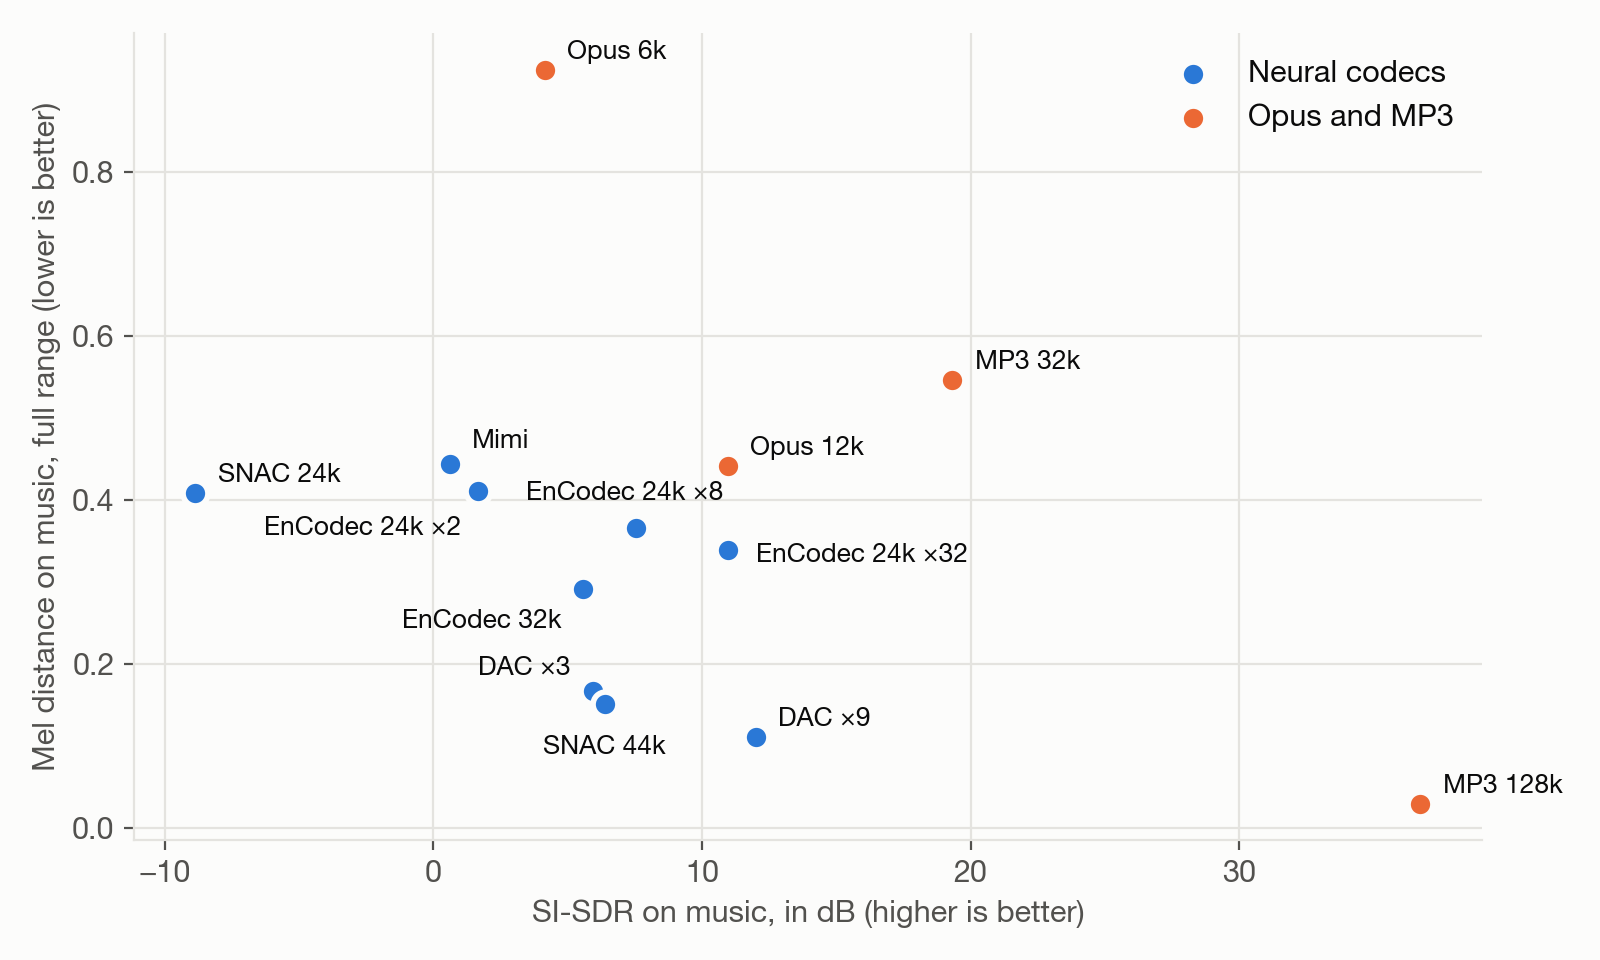 Opus 6k
Neural codecs
Opus and MP3
Mel distance on music, full range (lower is better)
0.8
0.6
MP3 32k
Mimi
Opus 12k
SNAC 24k
EnCodec 24k ×8
0.4
EnCodec 24k ×2
EnCodec 24k ×32
EnCodec 32k
0.2
DAC ×3
DAC ×9
SNAC 44k
MP3 128k
0.0
−10 0 10 20 30
SI-SDR on music, in dB (higher is better)